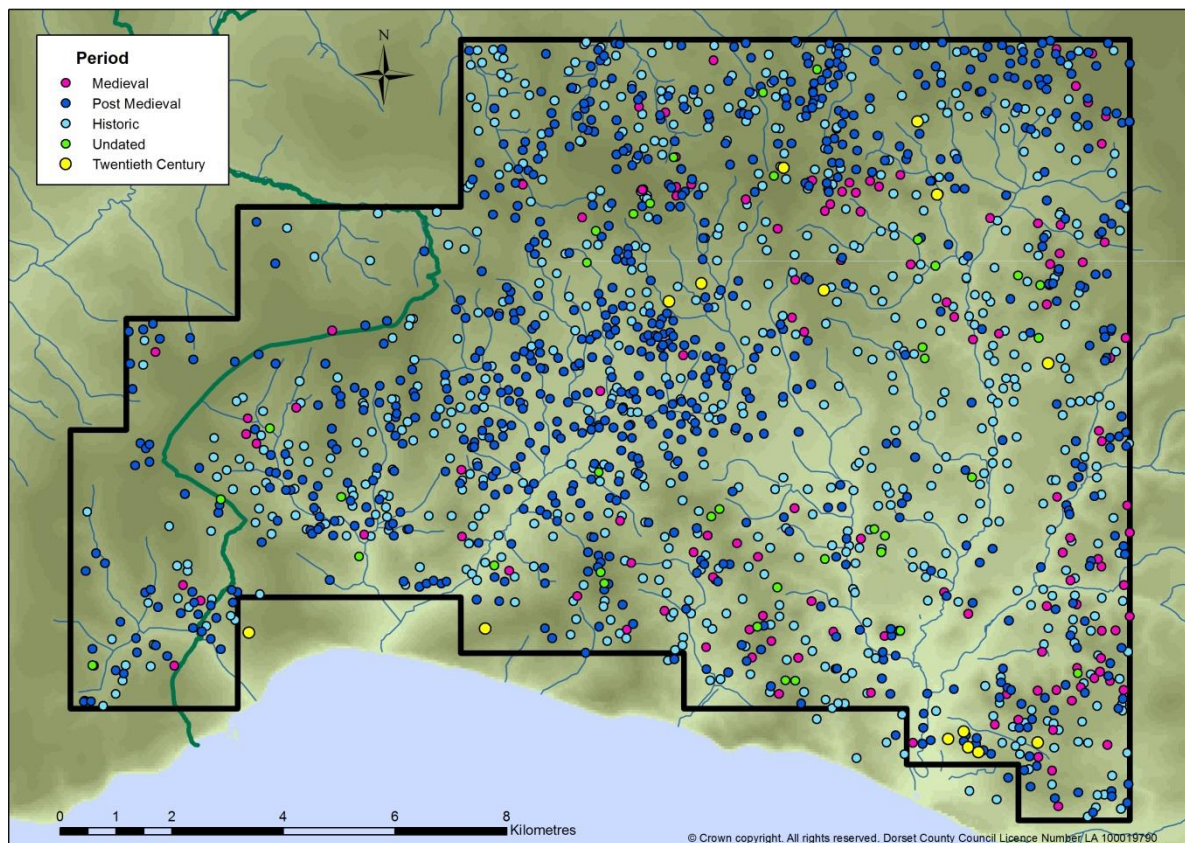 N
Period
Medieval
Post Medieval
Historic
Undated
Twentieth Century
0 1 2 4 6 8
Kilometres
© Crown copyright. All rights reserved. Dorset County Council Licence Number/LA 100019790